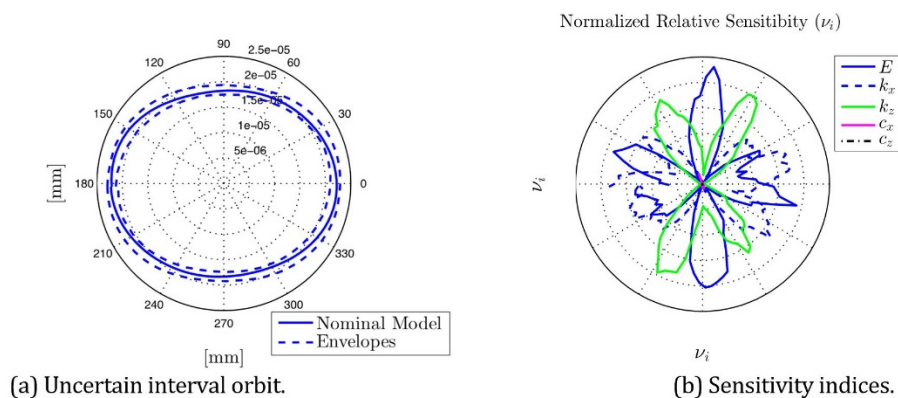 Normalized Relative Sensitibity (νi)
90
2.5e−05
120
60
2e−05
1.5e−05
150
30
1e−05
5e−06
[mm]
180
0
210
330
240
300
270
Nominal Model
Envelopes
[mm]
E
kx
kz
cx
cz
νi
νi
(a) Uncertain interval orbit.
(b) Sensitivity indices.